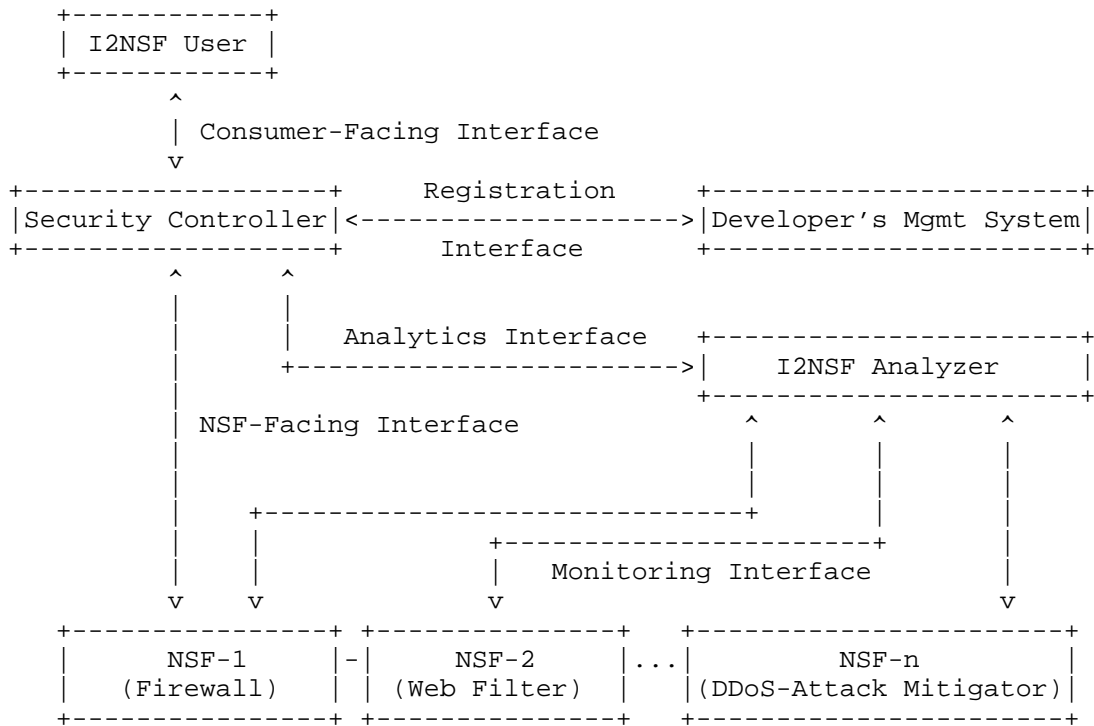 I2NSF User
Consumer-Facing Interface
Registration
Security Controller
Developer's Mgmt System
Interface
Analytics Interface
I2NSF Analyzer
NSF-Facing Interface
Monitoring Interface
NSF-1 - NSF-2 ... NSF-n
(Firewall) (Web Filter) (DDoS-Attack Mitigator)